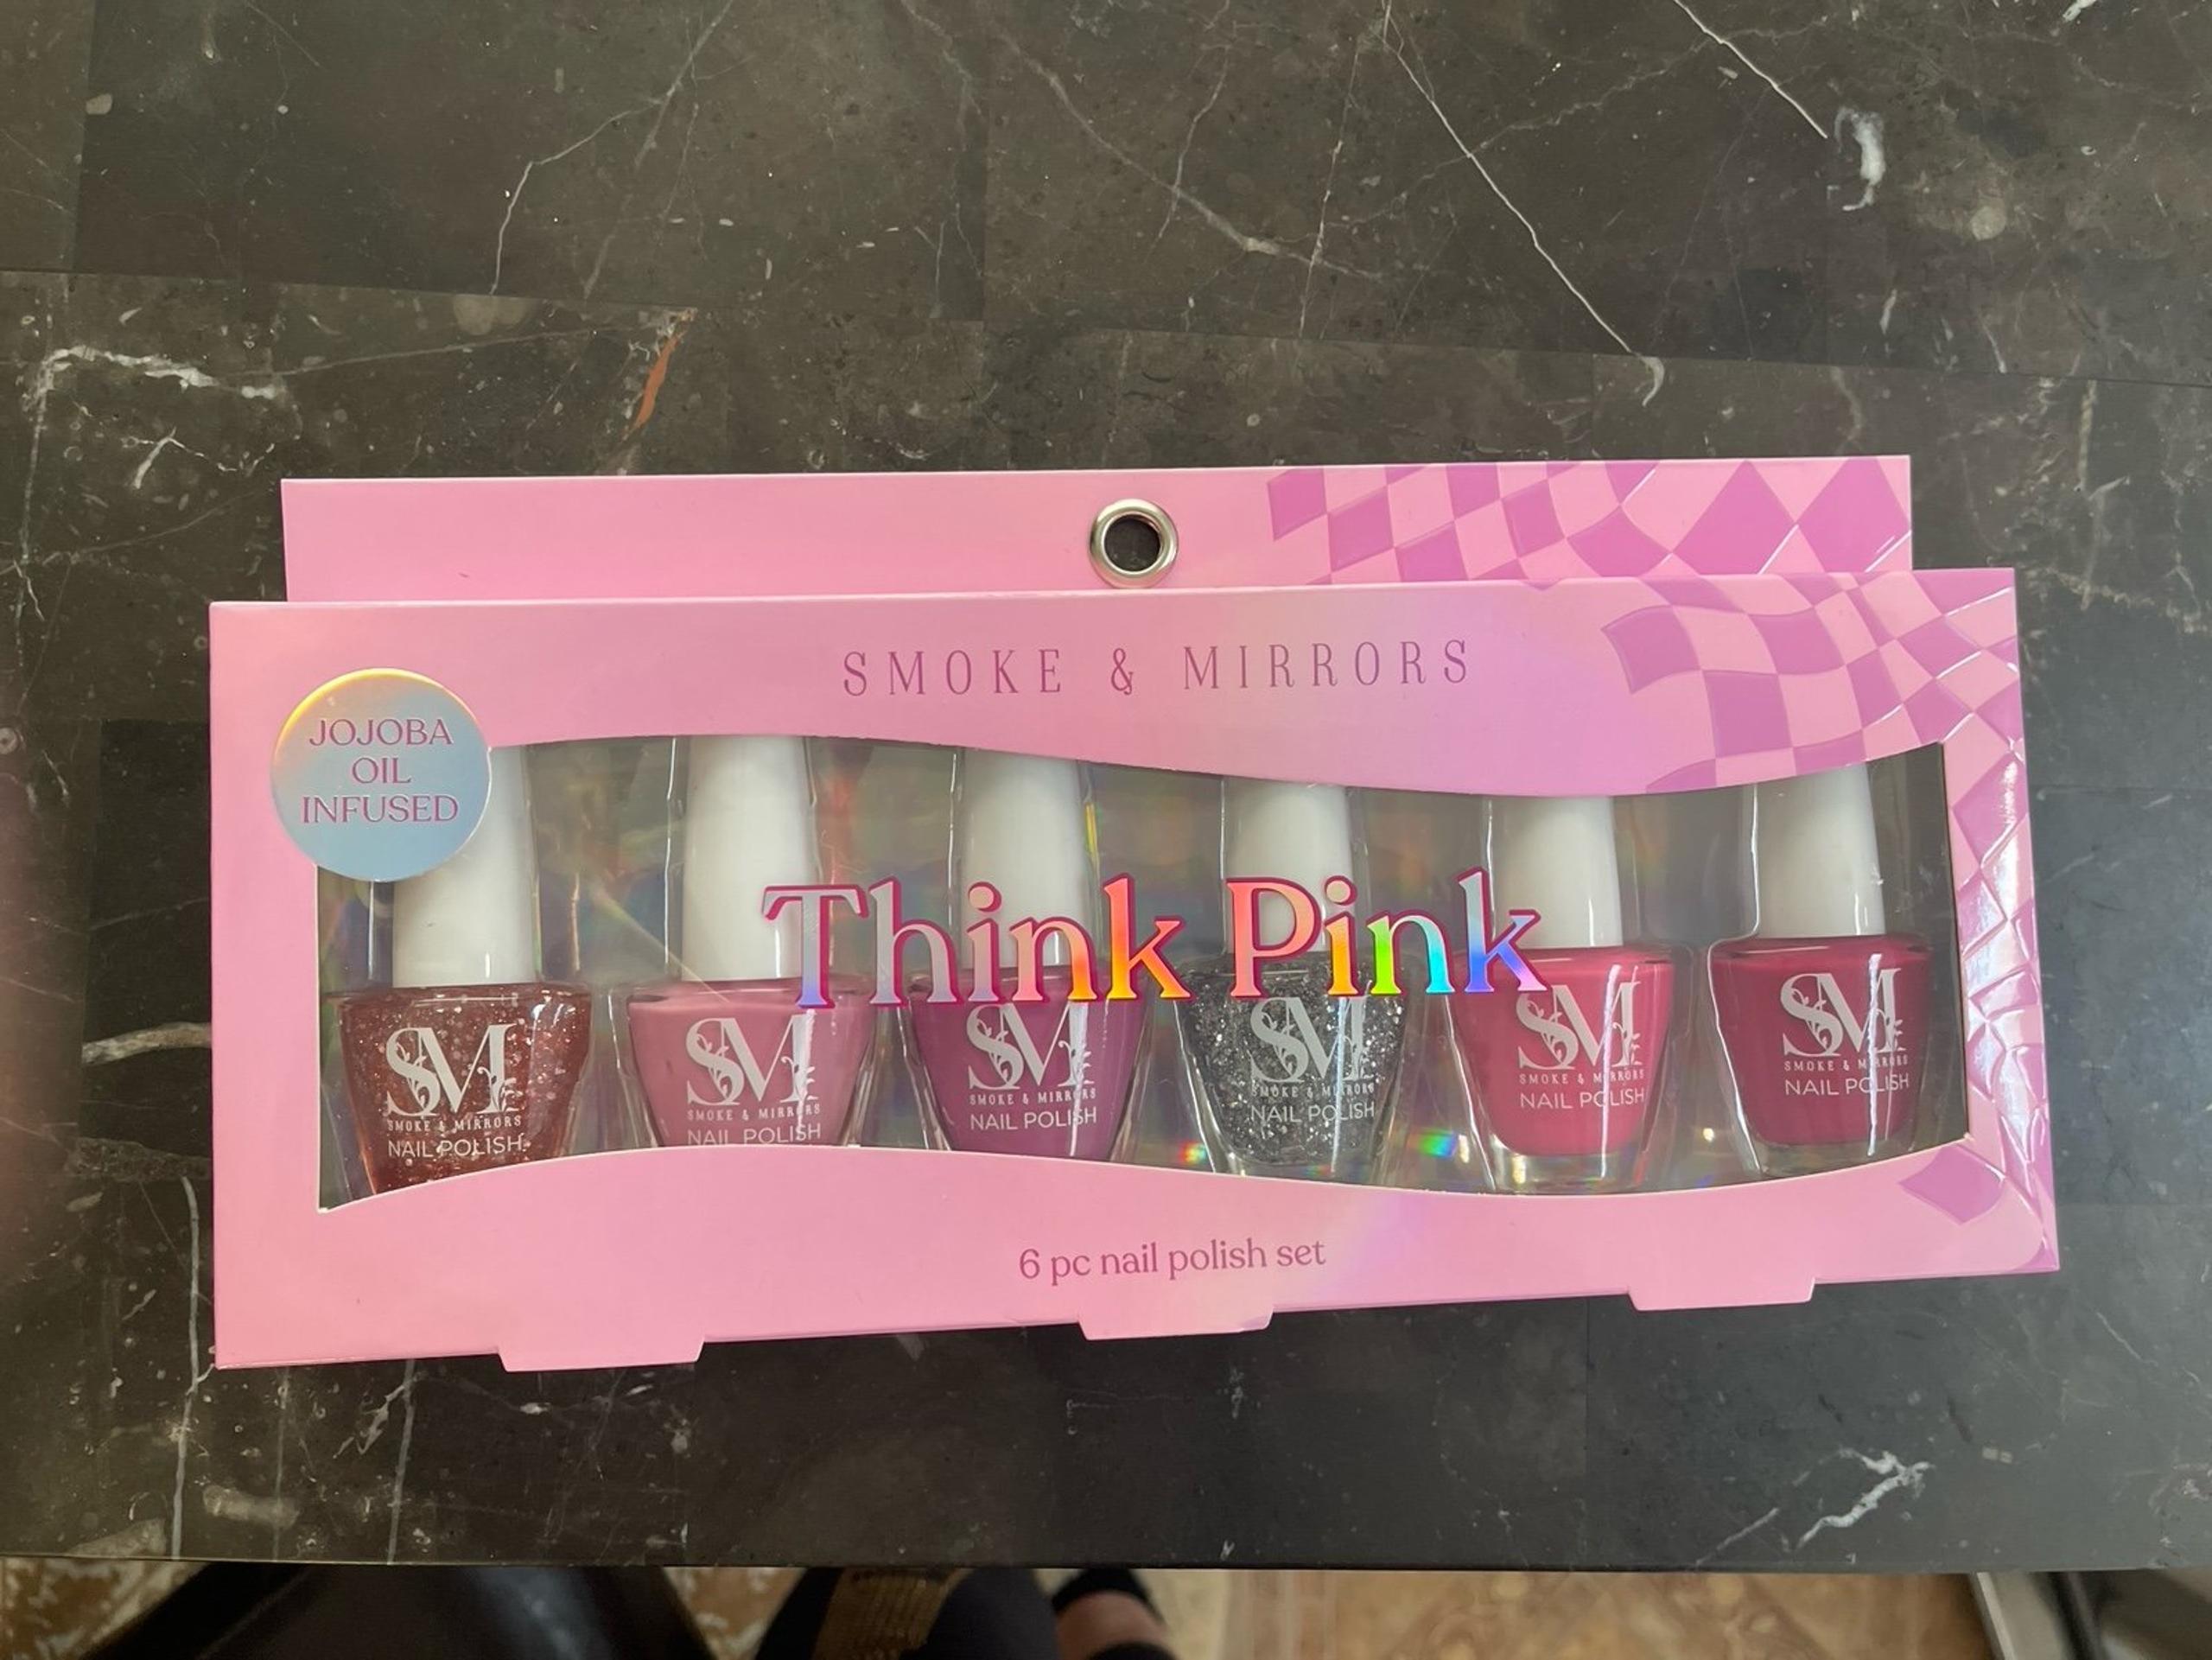 SMOKE & MIRRORS
JOJOBA
OIL
INFUSED
Think Pink
SM
SMOKE & MIRRORS
NAIL POLISH
SM
SMOKE & MIRRORS
NAIL POLISH
SM
SMOKE & MIRRORS
NAIL POLISH
SM
SMOKE & MIRRORS
NAIL POLISH
SM
SMOKE & MIRRORS
NAIL POLISH
SM
SMOKE & MIRRORS
NAIL POLISH
6 pc nail polish set